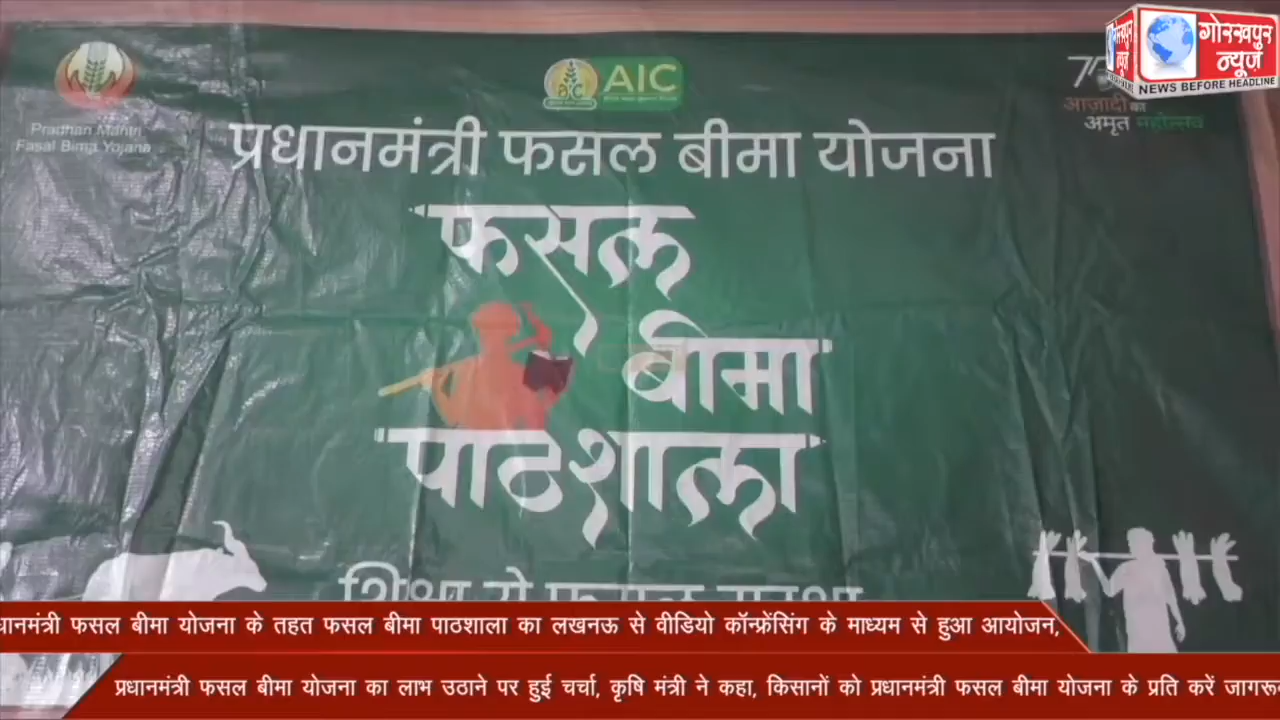 गोरखपुर
न्यूज़
NEWS BEFORE HEADLINE
AIC
Pradhan Mantri
Fasal Bima Yojana
आज़ादी का
अमृत महोत्सव
प्रधानमंत्री फसल बीमा योजना
फसल
बीमा
पाठशाला
धानमंत्री फसल बीमा योजना के तहत फसल बीमा पाठशाला का लखनऊ से वीडियो कॉन्फ्रेंसिंग के माध्यम से हुआ आयोजन,
प्रधानमंत्री फसल बीमा योजना का लाभ उठाने पर हुई चर्चा, कृषि मंत्री ने कहा, किसानों को प्रधानमंत्री फसल बीमा योजना के प्रति करें जागरू